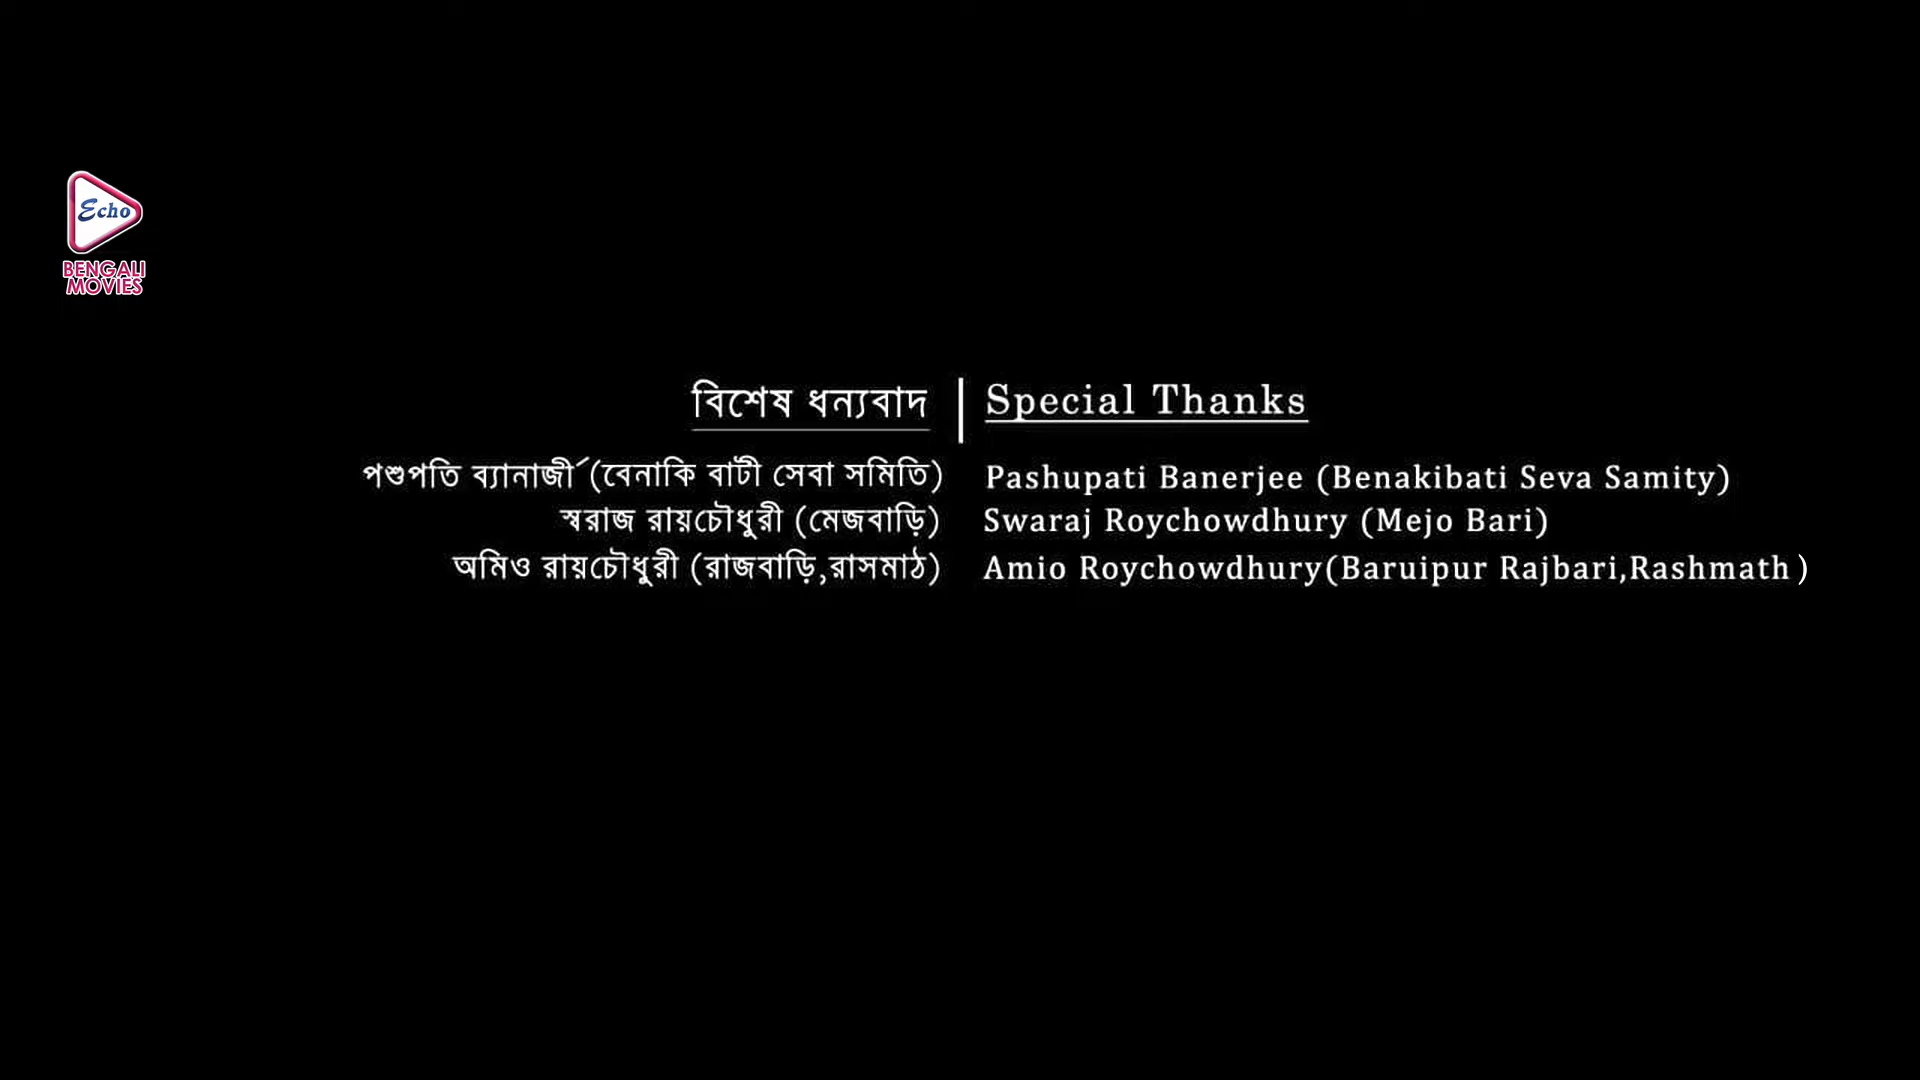 Echo
BENGALI
MOVIES
বিশেষ ধন্যবাদ | Special Thanks
পশুপতি ব্যানার্জী (বেনাকি বাটী সেবা সমিতি) Pashupati Banerjee (Benakibati Seva Samity)
স্বরাজ রায়চৌধুরী (মেজবাড়ি) Swaraj Roychowdhury (Mejo Bari)
অমিও রায়চৌধুরী (রাজবাড়ি,রাসমাঠ) Amio Roychowdhury(Baruipur Rajbari,Rashmath )